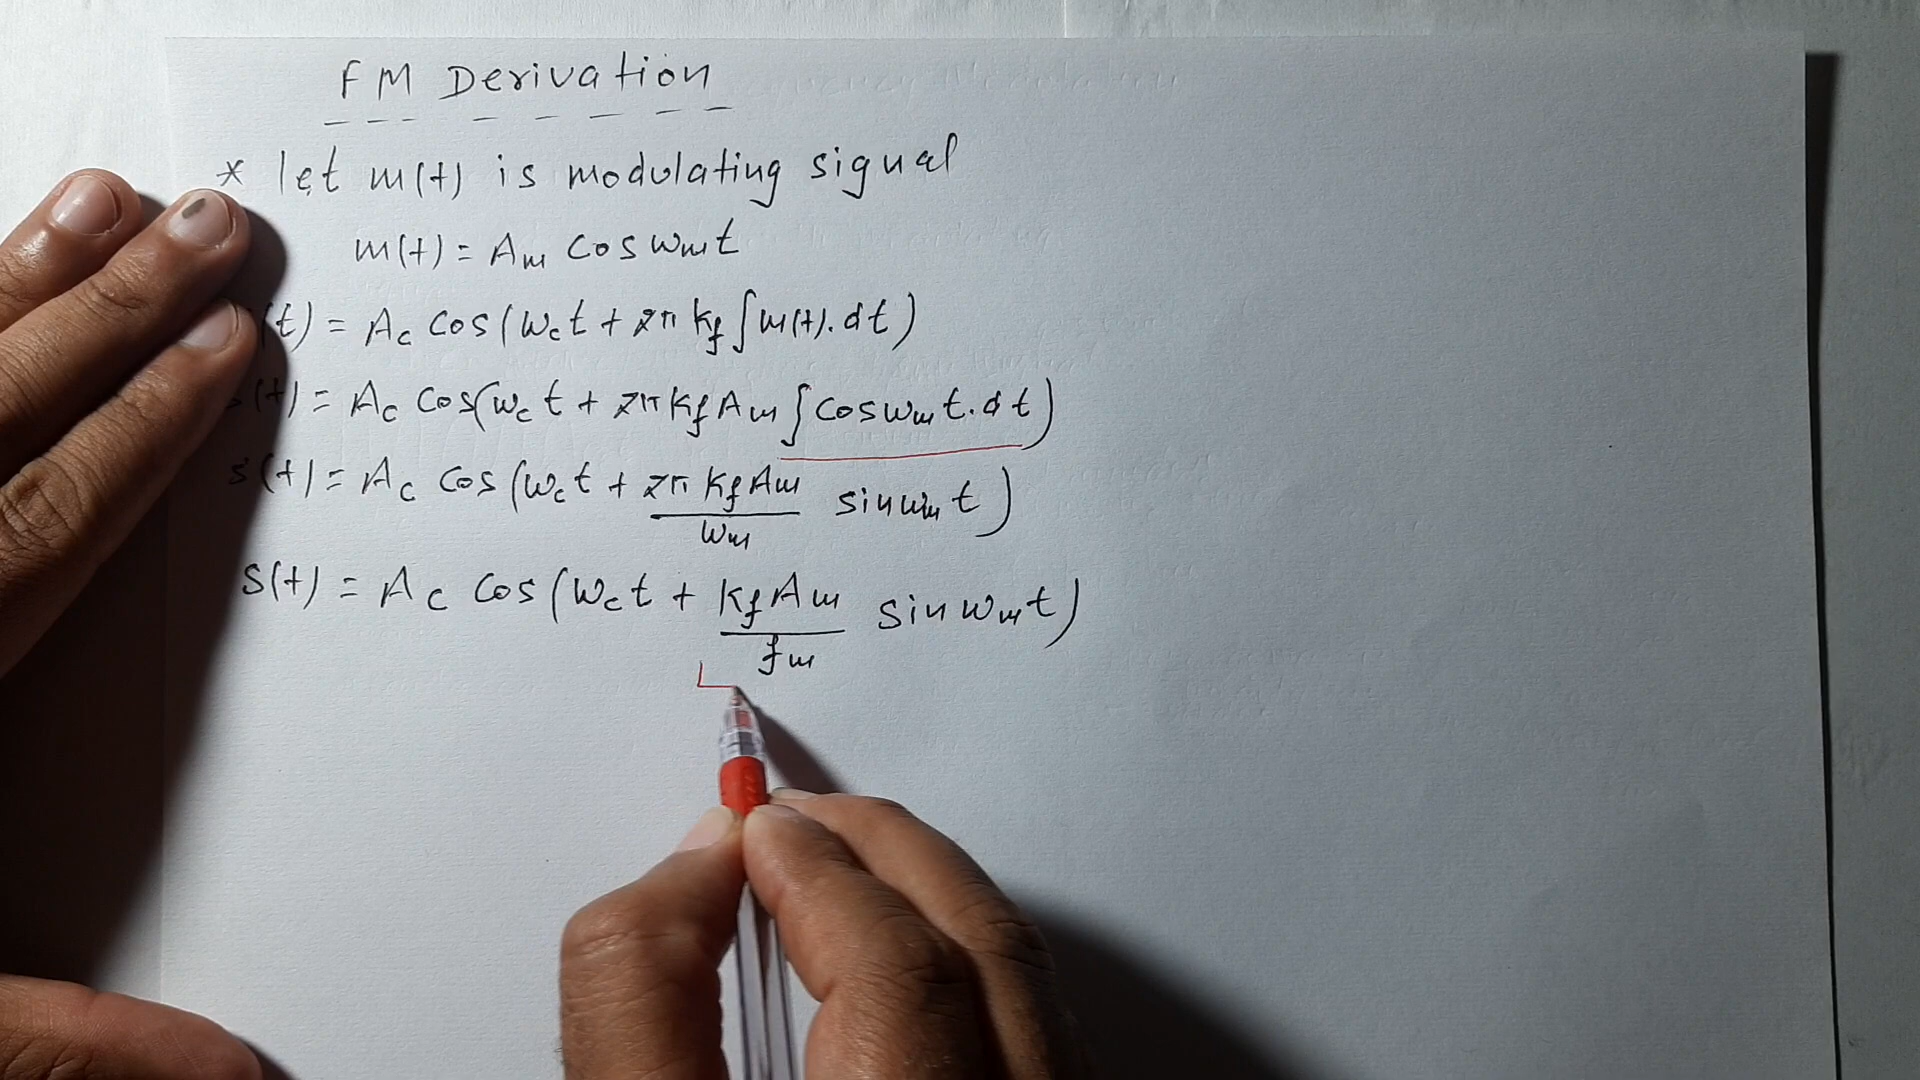 FM Derivation
* let m(t) is modulating signal
m(t) = Am cos wmt
(t) = Ac cos(wct + 2π kf ∫m(t).dt)
s(t) = Ac cos(wct + 2π kf Am ∫cos wmt.dt)
s(t) = Ac cos(wct + 2π kf Am / wm sin wmt)
s(t) = Ac cos(wct + kf Am / fm sin wmt)